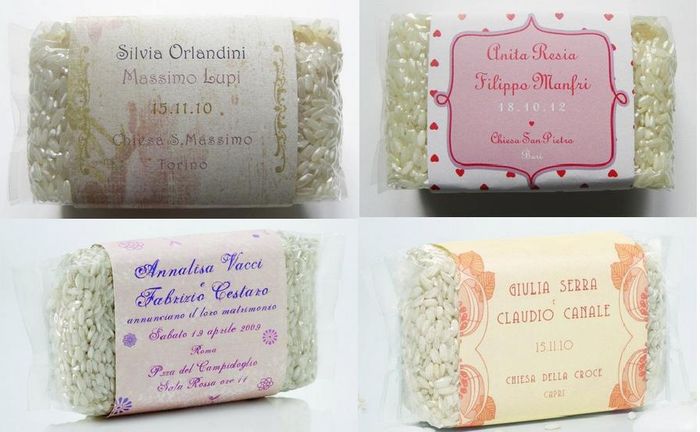 Silvia Orlandini
Massimo Lupi
15.11.10
Chiesa S.Massimo
Torino
Anita Resia
Filippo Manfri
18.10.12
Chiesa San Pietro
Bari
Annalisa Vacci
e
Fabrizio Cestaro
annunciano il loro matrimonio
Sabato 19 aprile 2009
Roma
P.zza del Campidoglio
Sala Rossa ore 11
GIULIA SERRA
E
CLAUDIO CANALE
15.11.10
CHIESA DELLA CROCE
CAPRI